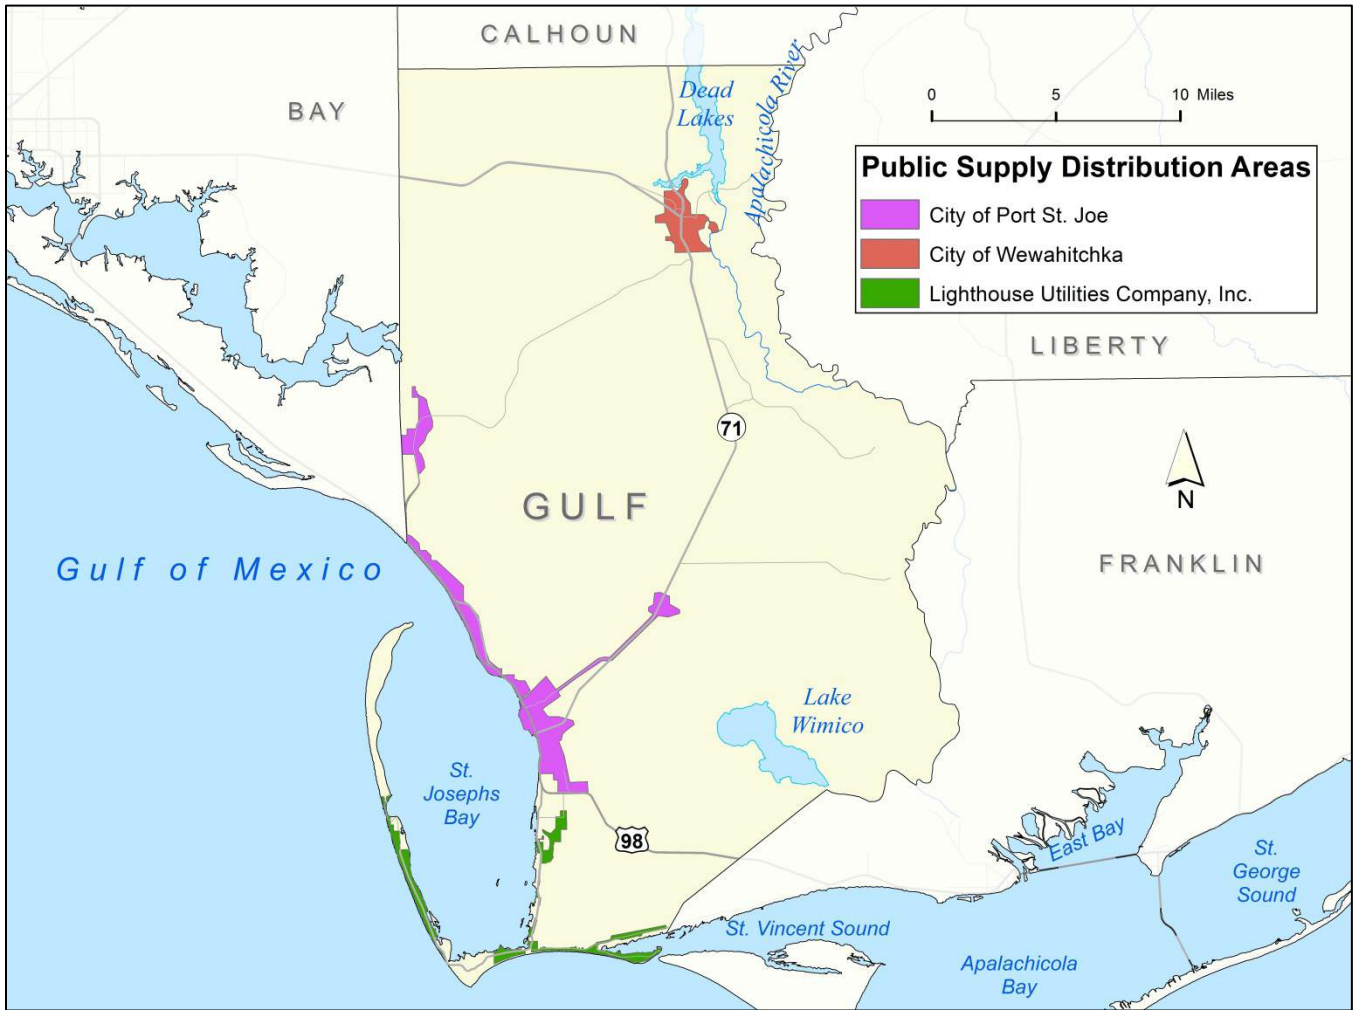 CALHOUN
BAY
Dead
Lakes
Apalachicola River
0 5 10 Miles
Public Supply Distribution Areas
City of Port St. Joe
City of Wewahitchka
Lighthouse Utilities Company, Inc.
LIBERTY
71
GULF
N
Gulf of Mexico
FRANKLIN
Lake
Wimico
St.
Josephs
Bay
98
East Bay
St.
George
Sound
St. Vincent Sound
Apalachicola
Bay